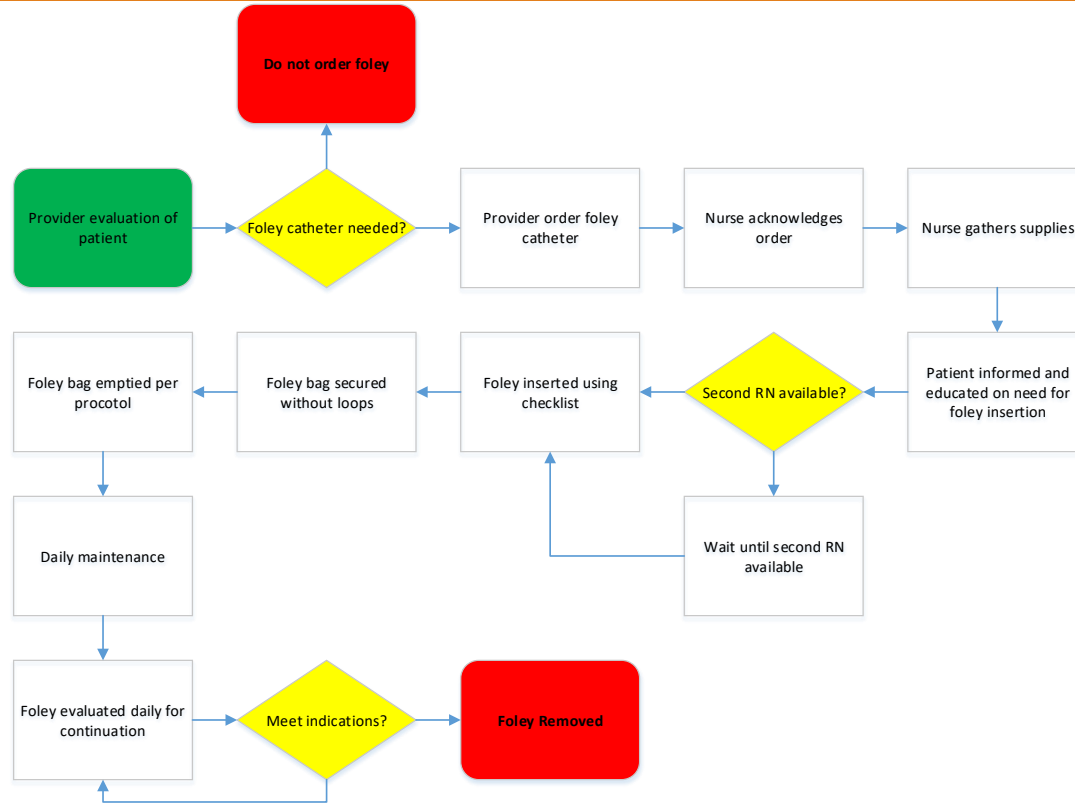 Do not order foley
Provider evaluation of
patient
Foley catheter needed?
Provider order foley
catheter
Nurse acknowledges
order
Nurse gathers supplies
Patient informed and
educated on need for
foley insertion
Second RN available?
Foley inserted using
checklist
Foley bag secured
without loops
Foley bag emptied per
procotol
Wait until second RN
available
Daily maintenance
Foley evaluated daily for
continuation
Meet indications?
Foley Removed